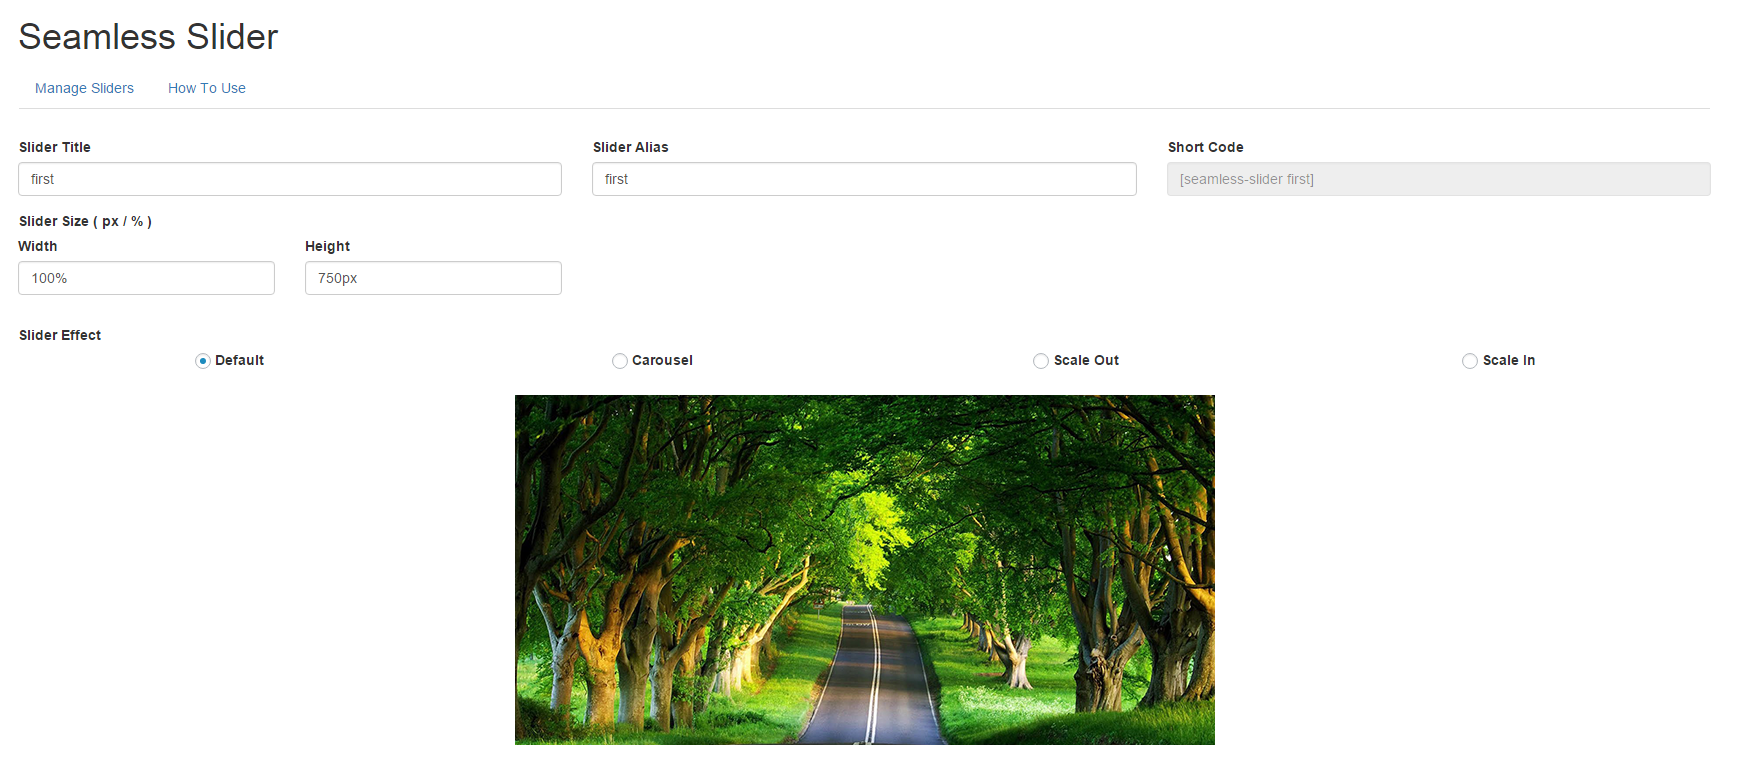 Seamless Slider
Manage Sliders How To Use
Slider Title Slider Alias Short Code
first first [seamless-slider first]
Slider Size ( px / % )
Width Height
100% 750px
Slider Effect
Default Carousel Scale Out Scale In